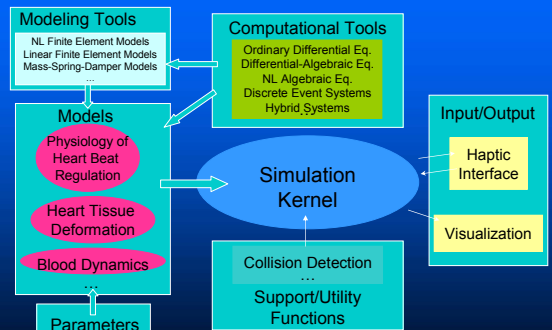 Modeling Tools
NL Finite Element Models
Linear Finite Element Models
Mass-Spring-Damper Models
...
Computational Tools
Ordinary Differential Eq.
Differential-Algebraic Eq.
NL Algebraic Eq.
Discrete Event Systems
Hybrid Systems
...
Models
Physiology of
Heart Beat
Regulation
Heart Tissue
Deformation
Blood Dynamics
...
Parameters
Simulation
Kernel
Collision Detection
...
Support/Utility
Functions
Input/Output
Haptic
Interface
Visualization